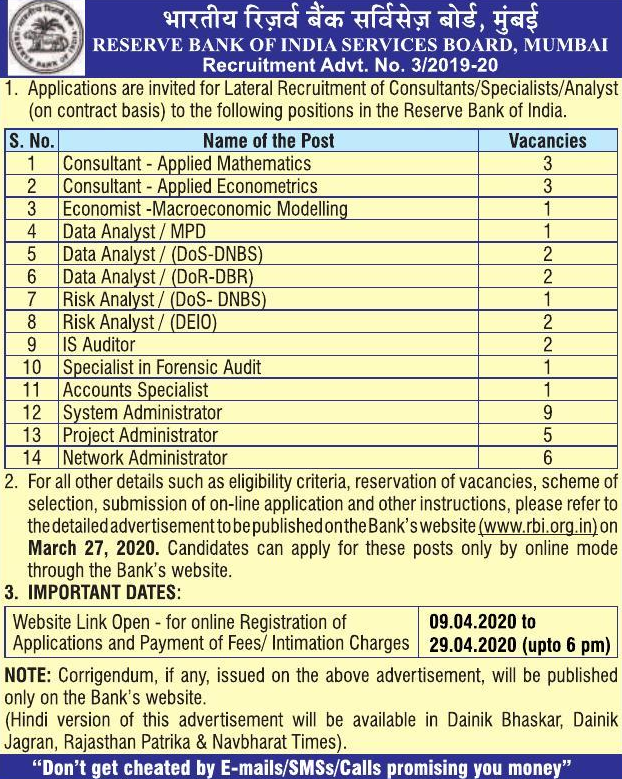 भारतीय रिज़र्व बैंक सर्विसेज़ बोर्ड, मुंबई
RESERVE BANK OF INDIA SERVICES BOARD, MUMBAI
Recruitment Advt. No. 3/2019-20
1. Applications are invited for Lateral Recruitment of Consultants/Specialists/Analyst
(on contract basis) to the following positions in the Reserve Bank of India.
S. No. Name of the Post Vacancies
1 Consultant - Applied Mathematics 3
2 Consultant - Applied Econometrics 3
3 Economist -Macroeconomic Modelling 1
4 Data Analyst / MPD 1
5 Data Analyst / (DoS-DNBS) 2
6 Data Analyst / (DoR-DBR) 2
7 Risk Analyst / (DoS- DNBS) 1
8 Risk Analyst / (DEIO) 2
9 IS Auditor 2
10 Specialist in Forensic Audit 1
11 Accounts Specialist 1
12 System Administrator 9
13 Project Administrator 5
14 Network Administrator 6
2. For all other details such as eligibility criteria, reservation of vacancies, scheme of
selection, submission of on-line application and other instructions, please refer to
the detailed advertisement to be published on the Bank's website (www.rbi.org.in) on
March 27, 2020. Candidates can apply for these posts only by online mode
through the Bank's website.
3. IMPORTANT DATES:
Website Link Open - for online Registration of
Applications and Payment of Fees/ Intimation Charges
09.04.2020 to
29.04.2020 (upto 6 pm)
NOTE: Corrigendum, if any, issued on the above advertisement, will be published
only on the Bank's website.
(Hindi version of this advertisement will be available in Dainik Bhaskar, Dainik
Jagran, Rajasthan Patrika & Navbharat Times).
"Don't get cheated by E-mails/SMSs/Calls promising you money"